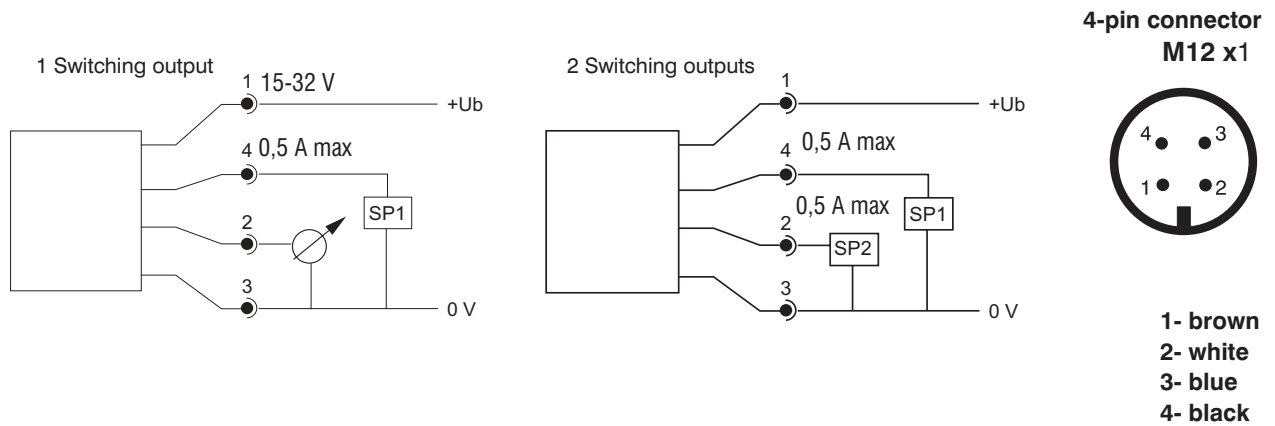 1 Switching output
1 15-32 V
+Ub
4 0,5 A max
SP1
2
3
0 V
2 Switching outputs
1
+Ub
4 0,5 A max
0,5 A max
SP1
2
SP2
3
0 V
4-pin connector
M12 x1
4 3
1 2
1- brown
2- white
3- blue
4- black